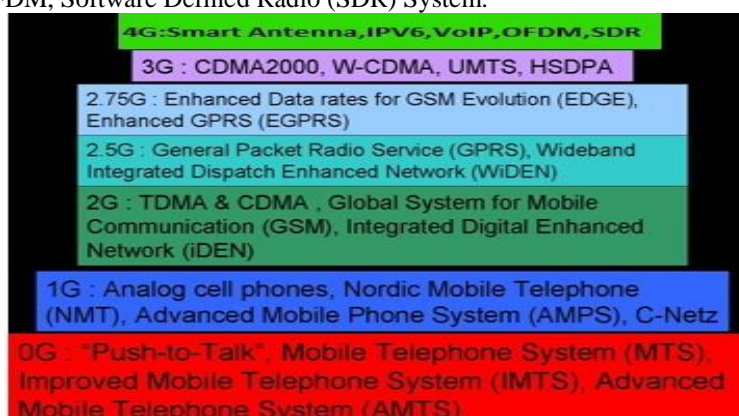 DM, Software Defined Radio (SDR) System.
4G:Smart Antenna,IPV6,VoIP,OFDM,SDR
3G : CDMA2000, W-CDMA, UMTS, HSDPA
2.75G : Enhanced Data rates for GSM Evolution (EDGE),
Enhanced GPRS (EGPRS)
2.5G : General Packet Radio Service (GPRS), Wideband
Integrated Dispatch Enhanced Network (WiDEN)
2G : TDMA & CDMA , Global System for Mobile
Communication (GSM), Integrated Digital Enhanced
Network (iDEN)
1G : Analog cell phones, Nordic Mobile Telephone
(NMT), Advanced Mobile Phone System (AMPS), C-Netz
0G : "Push-to-Talk", Mobile Telephone System (MTS),
Improved Mobile Telephone System (IMTS), Advanced
Mobile Telephone System (AMTS)